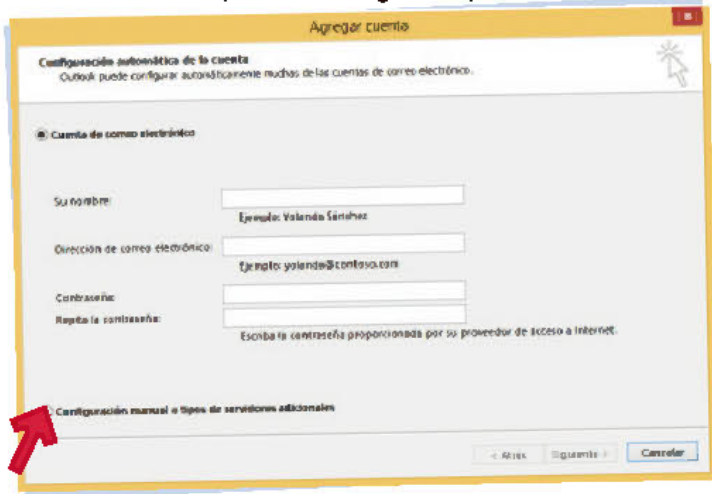 Agregar cuenta
Configuración automática de la cuenta
Outlook puede configurar automáticamente muchas de las cuentas de correo electrónico.
Cuenta de correo electrónico
Su nombre:
Ejemplo: Yolanda Sánchez
Dirección de correo electrónico:
Ejemplo: yolanda@contoso.com
Contraseña:
Repita la contraseña:
Escriba la contraseña proporcionada por su proveedor de acceso a Internet.
Configuración manual o tipos de servidores adicionales
< Atrás Siguiente > Cancelar